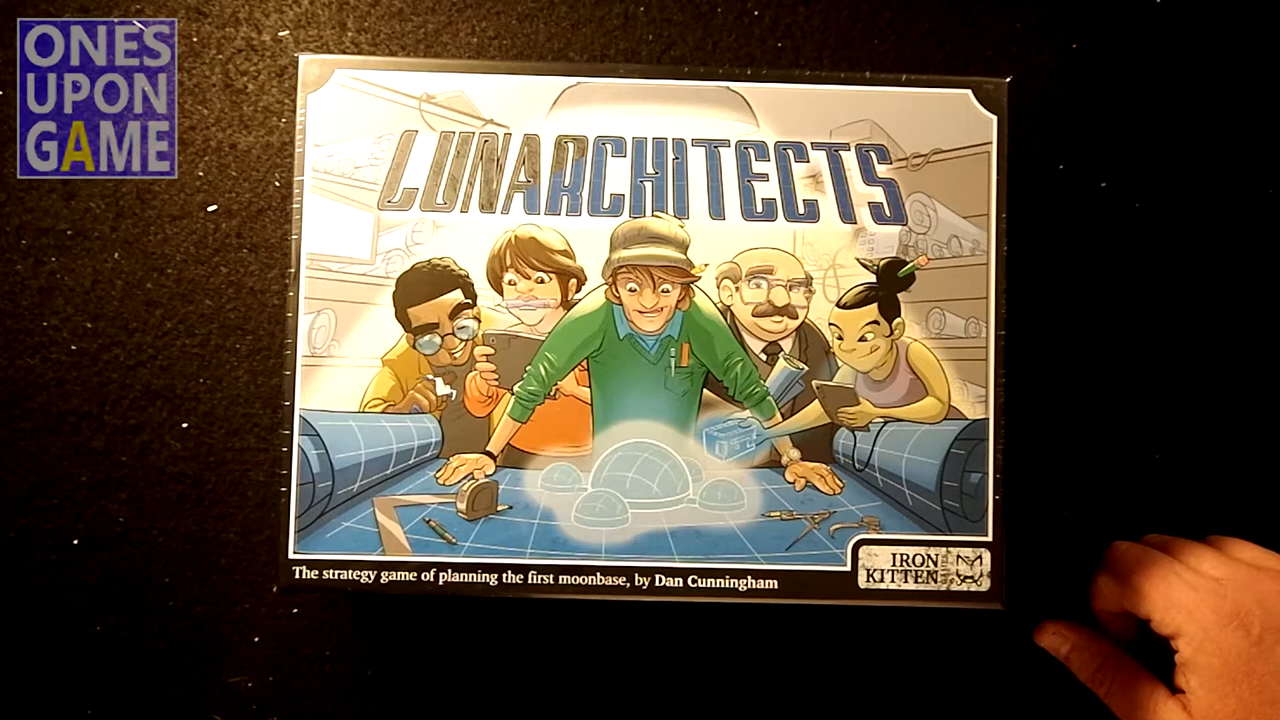 ONES
UPON
GAME
LUNARCHITECTS
IRON
KITTEN
The strategy game of planning the first moonbase, by Dan Cunningham